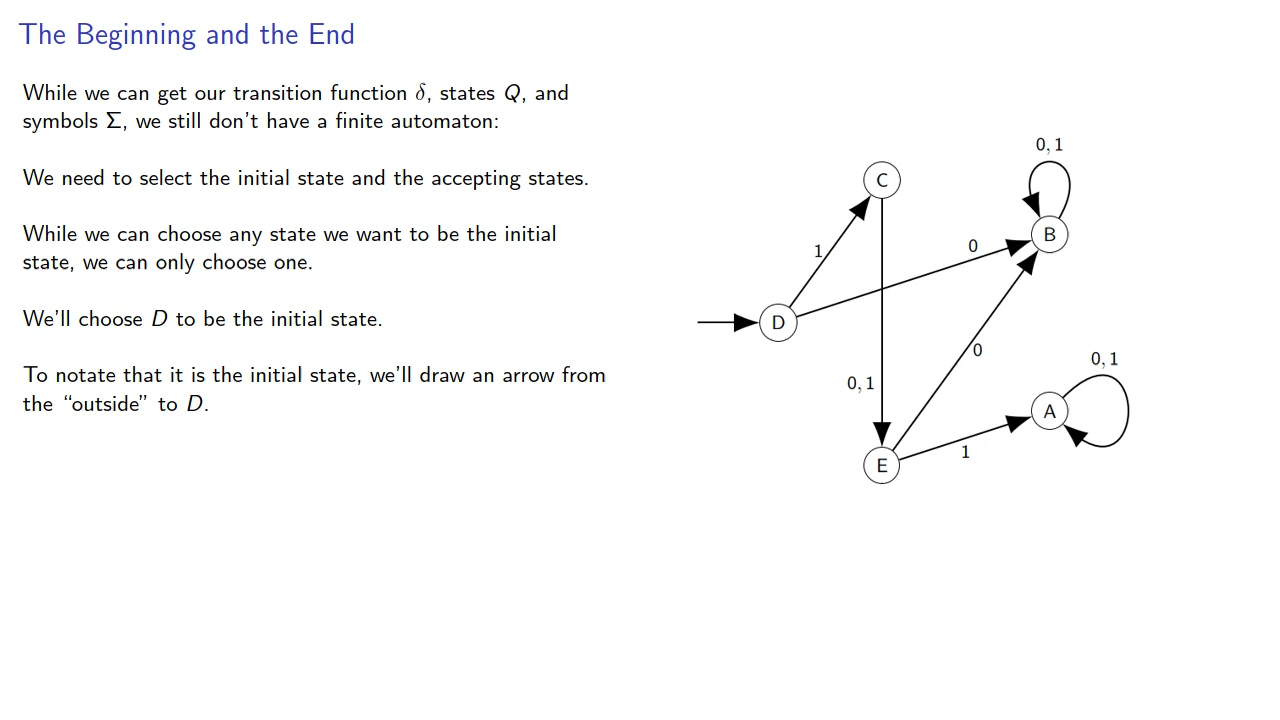 The Beginning and the End
While we can get our transition function δ, states Q, and
symbols Σ, we still don't have a finite automaton:
We need to select the initial state and the accepting states.
While we can choose any state we want to be the initial
state, we can only choose one.
We'll choose D to be the initial state.
To notate that it is the initial state, we'll draw an arrow from
the “outside” to D.
0, 1
C
B
1
0
D
0
0, 1
0, 1
A
1
E